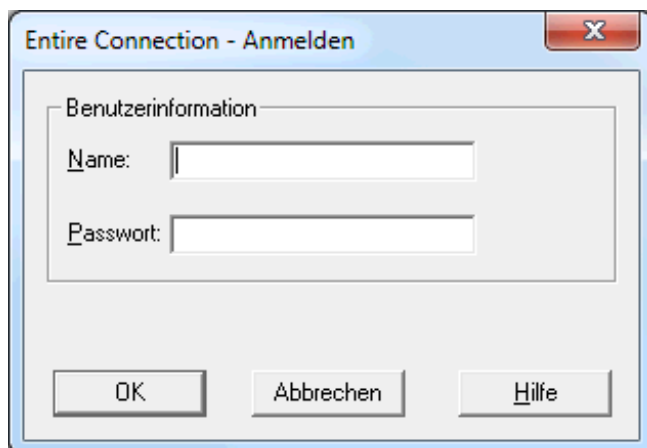 Entire Connection - Anmelden
Benutzerinformation
Name:
Passwort:
OK Abbrechen Hilfe